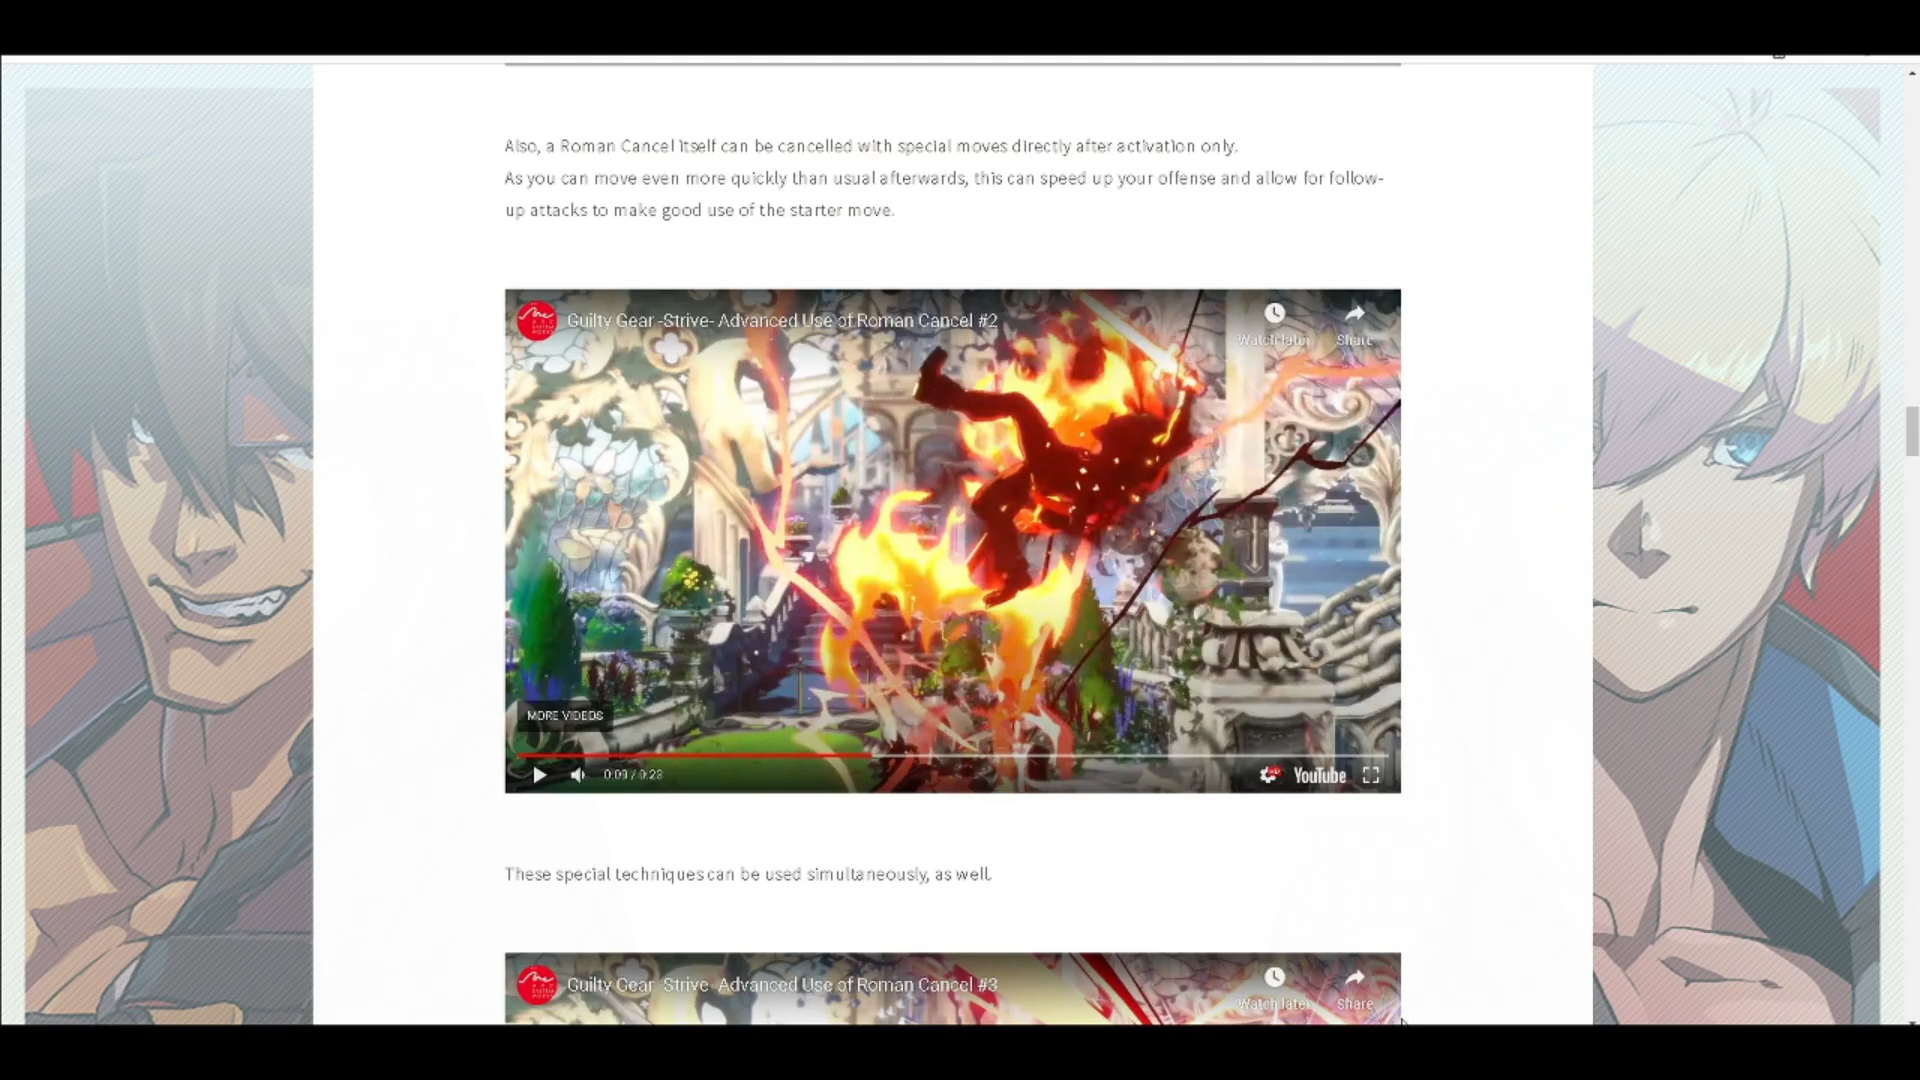 Also, a Roman Cancel itself can be cancelled with special moves directly after activation only.
As you can move even more quickly than usual afterwards, this can speed up your offense and allow for follow-
up attacks to make good use of the starter move.
Guilty Gear -Strive- Advanced Use of Roman Cancel #2
Watch later
Share
MORE VIDEOS
0:09 / 0:23
YouTube
These special techniques can be used simultaneously, as well.
Guilty Gear -Strive- Advanced Use of Roman Cancel #3
Watch later
Share